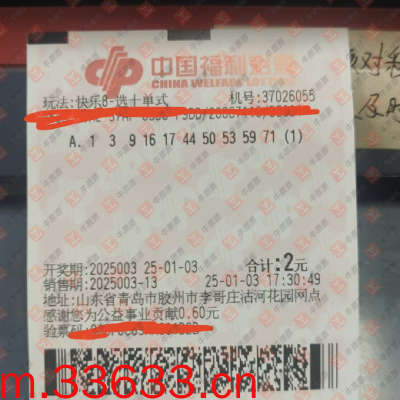 中国福利彩票
CHINA WELFARE LOTTERY
对
及时
玩法:快乐8-选十单式 机号:37026055
A. 1 3 9 16 17 44 50 53 59 71 (1)
开奖期:2025003 25-01-03 合计:2元
销售期:2025003-13 25-01-03 17:30:49
地址:山东省青岛市胶州市李哥庄沽河花园网点
感谢您为公益事业贡献0.60元
验票码:
m.33633.cn